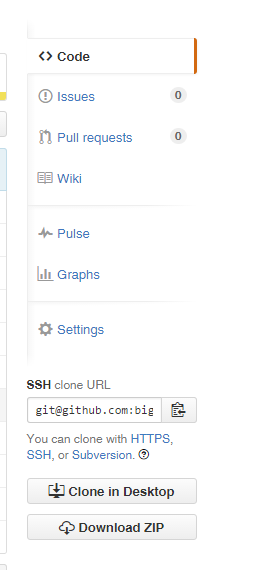 Code
Issues 0
Pull requests 0
Wiki
Pulse
Graphs
Settings
SSH clone URL
git@github.com:big
You can clone with HTTPS,
SSH, or Subversion.
Clone in Desktop
Download ZIP